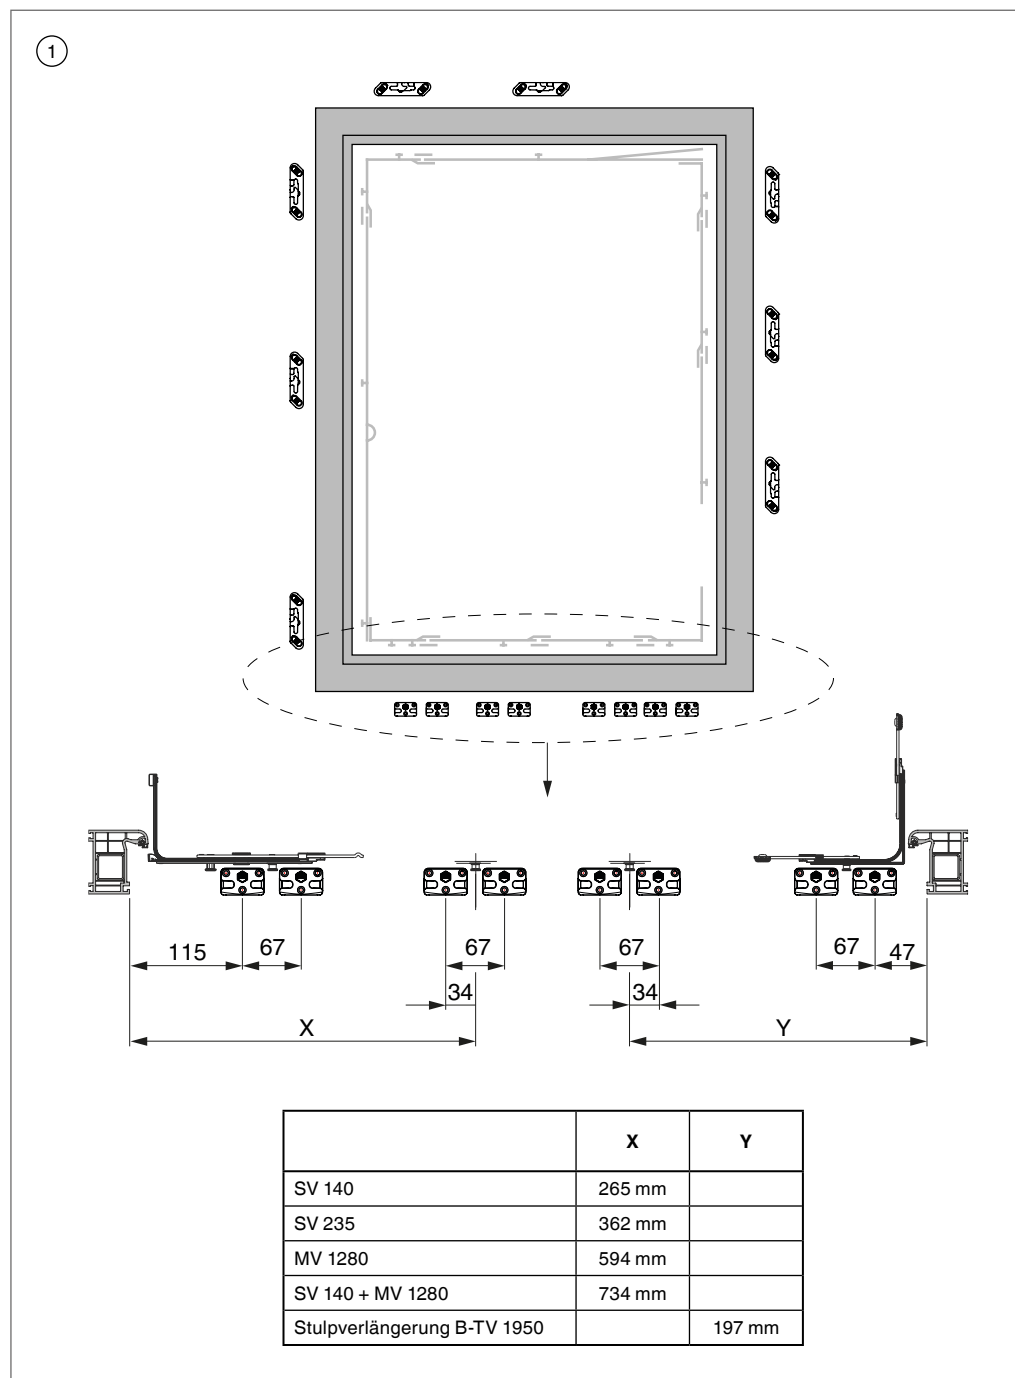 1
115
67
67
67
67
47
34
34
X
Y
X Y
SV 140 265 mm
SV 235 362 mm
MV 1280 594 mm
SV 140 + MV 1280 734 mm
Stulpverlängerung B-TV 1950 197 mm